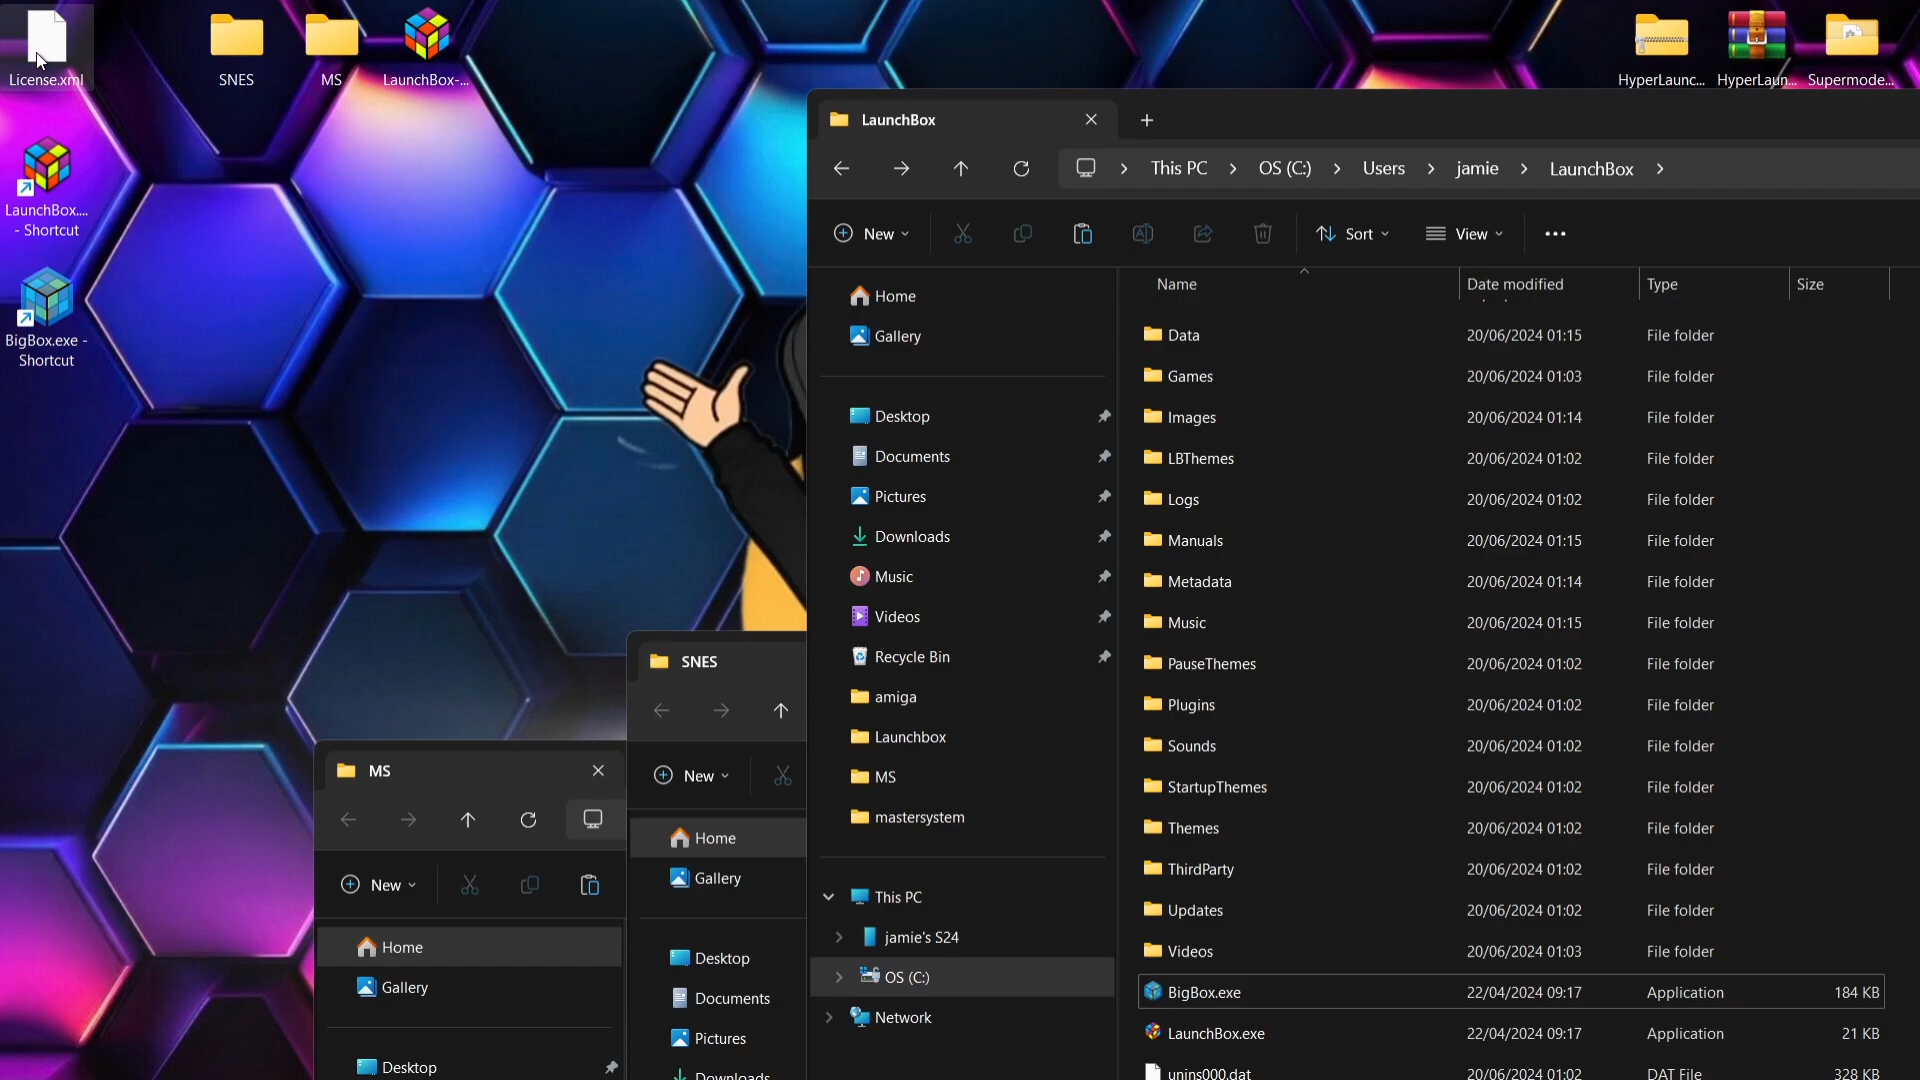 License.xml
SNES
MS
LaunchBox-...
HyperLaunc...
HyperLaun...
Supermode...
LaunchBox....
- Shortcut
BigBox.exe -
Shortcut
LaunchBox
This PC
OS (C:)
Users
jamie
LaunchBox
New
Sort
View
Name
Date modified
Type
Size
Home
Gallery
Desktop
Documents
Pictures
Downloads
Music
Videos
Recycle Bin
amiga
Launchbox
MS
mastersystem
This PC
jamie's S24
OS (C:)
Network
Data 20/06/2024 01:15 File folder
Games 20/06/2024 01:03 File folder
Images 20/06/2024 01:14 File folder
LBThemes 20/06/2024 01:02 File folder
Logs 20/06/2024 01:02 File folder
Manuals 20/06/2024 01:15 File folder
Metadata 20/06/2024 01:14 File folder
Music 20/06/2024 01:15 File folder
PauseThemes 20/06/2024 01:02 File folder
Plugins 20/06/2024 01:02 File folder
Sounds 20/06/2024 01:02 File folder
StartupThemes 20/06/2024 01:02 File folder
Themes 20/06/2024 01:02 File folder
ThirdParty 20/06/2024 01:02 File folder
Updates 20/06/2024 01:02 File folder
Videos 20/06/2024 01:03 File folder
BigBox.exe 22/04/2024 09:17 Application 184 KB
LaunchBox.exe 22/04/2024 09:17 Application 21 KB
unins000.dat 20/06/2024 01:02 DAT File 328 KB
SNES
New
Home
Gallery
Desktop
Documents
Pictures
Downloads
MS
New
Home
Gallery
Desktop